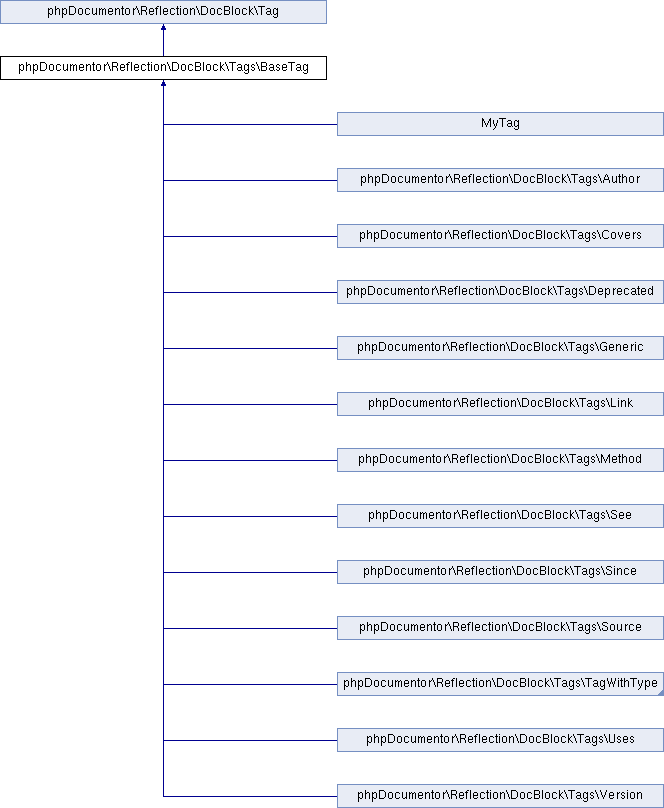 phpDocumentor\Reflection\DocBlock\Tag
phpDocumentor\Reflection\DocBlock\Tags\BaseTag
MyTag
phpDocumentor\Reflection\DocBlock\Tags\Author
phpDocumentor\Reflection\DocBlock\Tags\Covers
phpDocumentor\Reflection\DocBlock\Tags\Deprecated
phpDocumentor\Reflection\DocBlock\Tags\Generic
phpDocumentor\Reflection\DocBlock\Tags\Link
phpDocumentor\Reflection\DocBlock\Tags\Method
phpDocumentor\Reflection\DocBlock\Tags\See
phpDocumentor\Reflection\DocBlock\Tags\Since
phpDocumentor\Reflection\DocBlock\Tags\Source
phpDocumentor\Reflection\DocBlock\Tags\TagWithType
phpDocumentor\Reflection\DocBlock\Tags\Uses
phpDocumentor\Reflection\DocBlock\Tags\Version